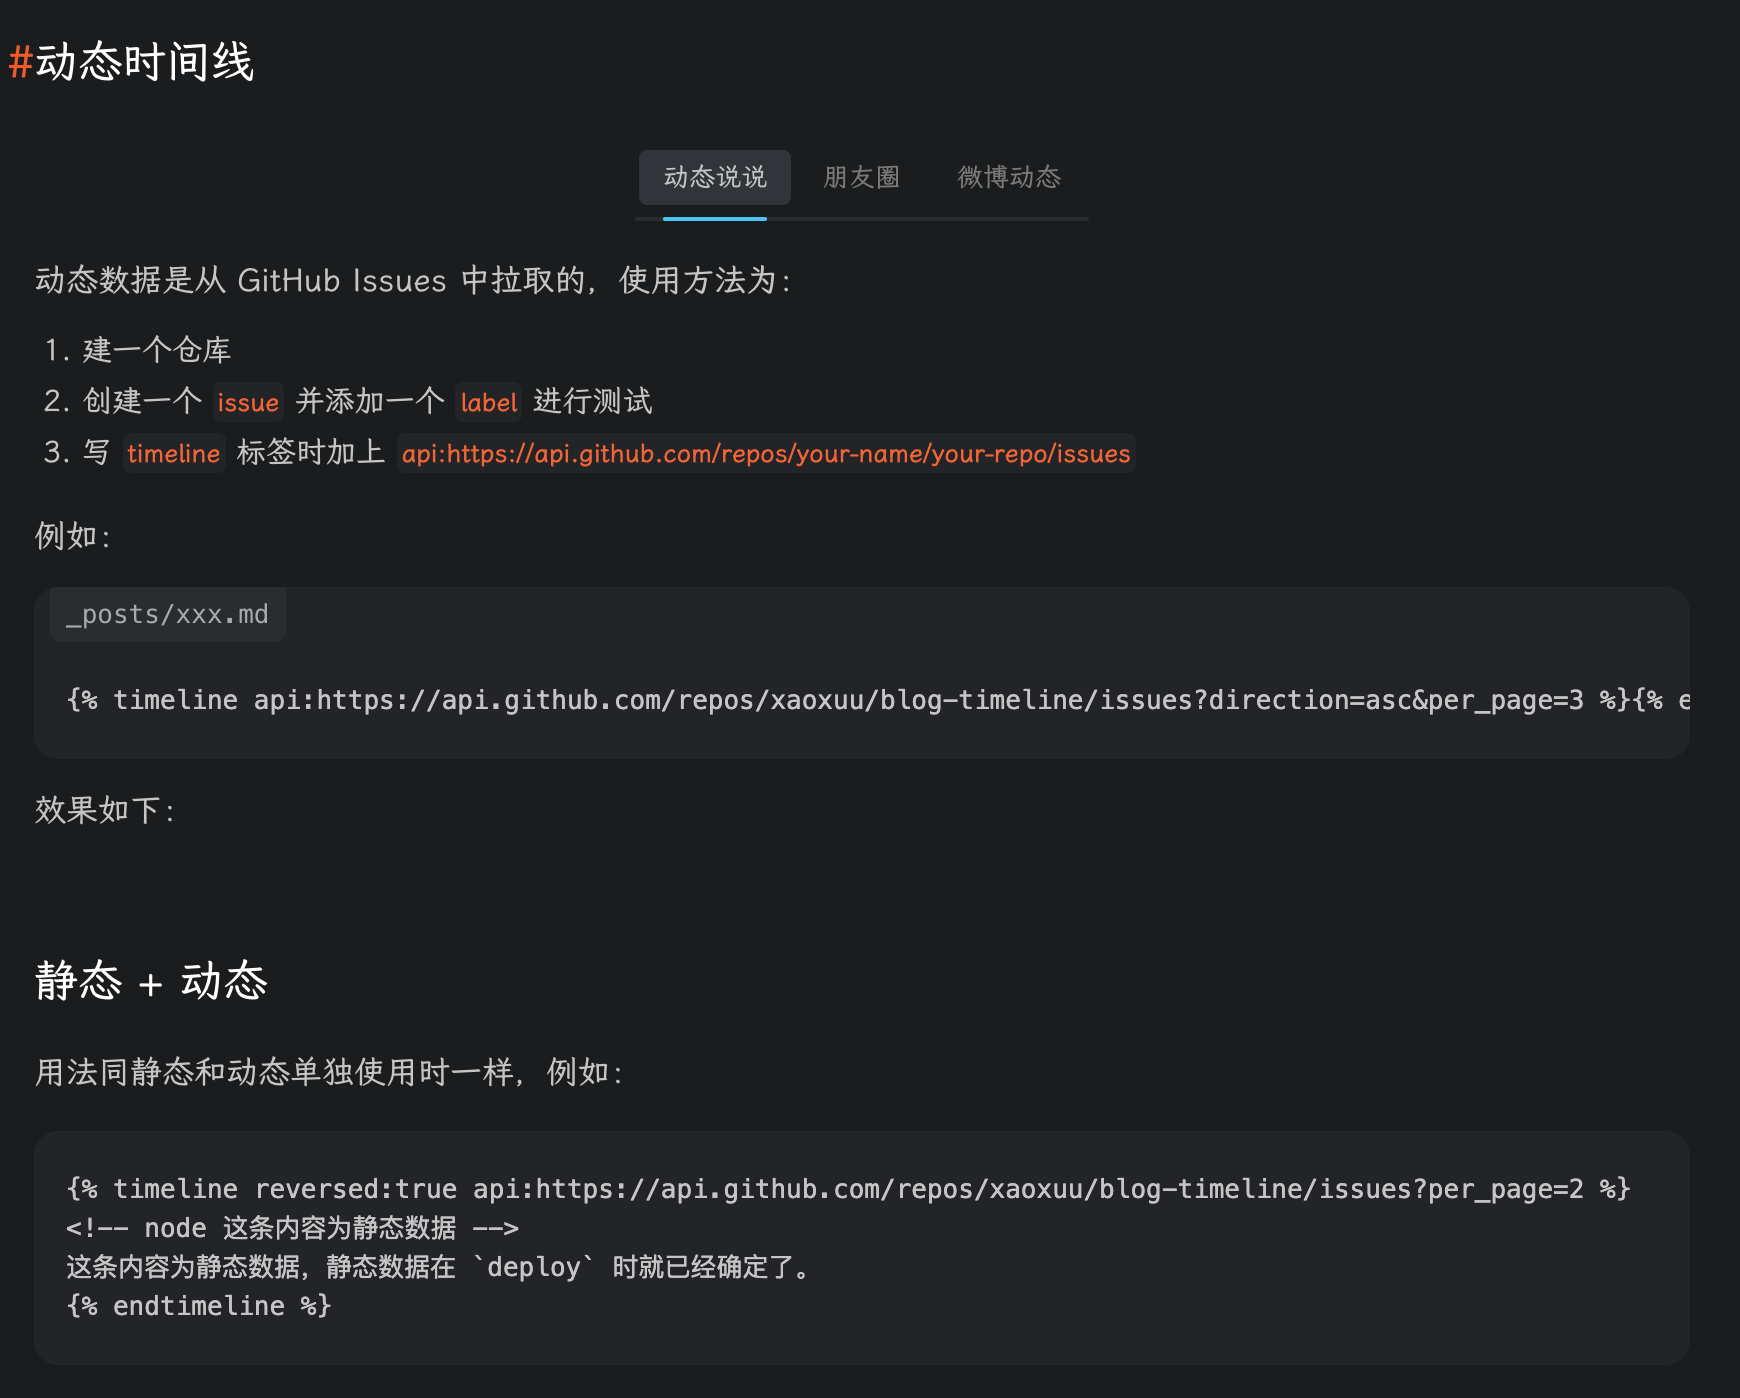 #动态时间线
动态说说 朋友圈 微博动态
动态数据是从 GitHub Issues 中拉取的，使用方法为：
1. 建一个仓库
2. 创建一个 issue 并添加一个 label 进行测试
3. 写 timeline 标签时加上 api:https://api.github.com/repos/your-name/your-repo/issues
例如：
_posts/xxx.md
{% timeline api:https://api.github.com/repos/xaoxuu/blog-timeline/issues?direction=asc&per_page=3 %}{% e
效果如下：
静态 + 动态
用法同静态和动态单独使用时一样，例如：
{% timeline reversed:true api:https://api.github.com/repos/xaoxuu/blog-timeline/issues?per_page=2 %}
<!-- node 这条内容为静态数据 -->
这条内容为静态数据，静态数据在 `deploy` 时就已经确定了。
{% endtimeline %}